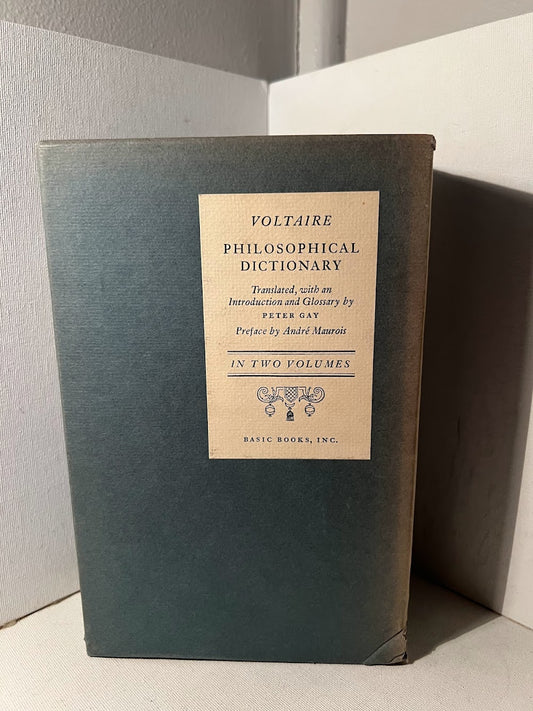 VOLTAIRE
PHILOSOPHICAL
DICTIONARY
Translated, with an
Introduction and Glossary by
PETER GAY
Preface by André Maurois
IN TWO VOLUMES
BASIC BOOKS, INC.